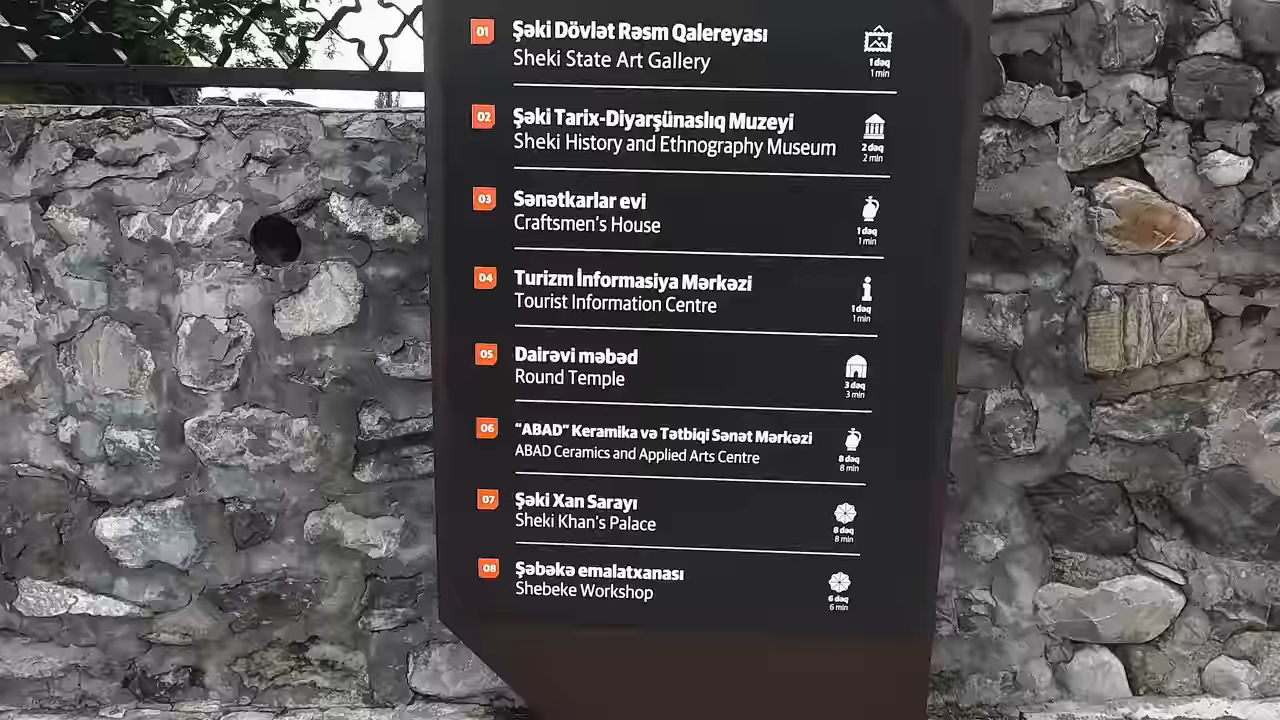 01 Şəki Dövlət Rəsm Qalereyası
Sheki State Art Gallery
1 dəq
1 min
02 Şəki Tarix-Diyarşünaslıq Muzeyi
Sheki History and Ethnography Museum
2 dəq
2 min
03 Sənətkarlar evi
Craftsmen's House
1 dəq
1 min
04 Turizm İnformasiya Mərkəzi
Tourist Information Centre
1 dəq
1 min
05 Dairəvi məbəd
Round Temple
3 dəq
3 min
06 "ABAD" Keramika və Tətbiqi Sənət Mərkəzi
ABAD Ceramics and Applied Arts Centre
8 dəq
8 min
07 Şəki Xan Sarayı
Sheki Khan's Palace
8 dəq
8 min
08 Şəbəkə emalatxanası
Shebeke Workshop
6 dəq
6 min